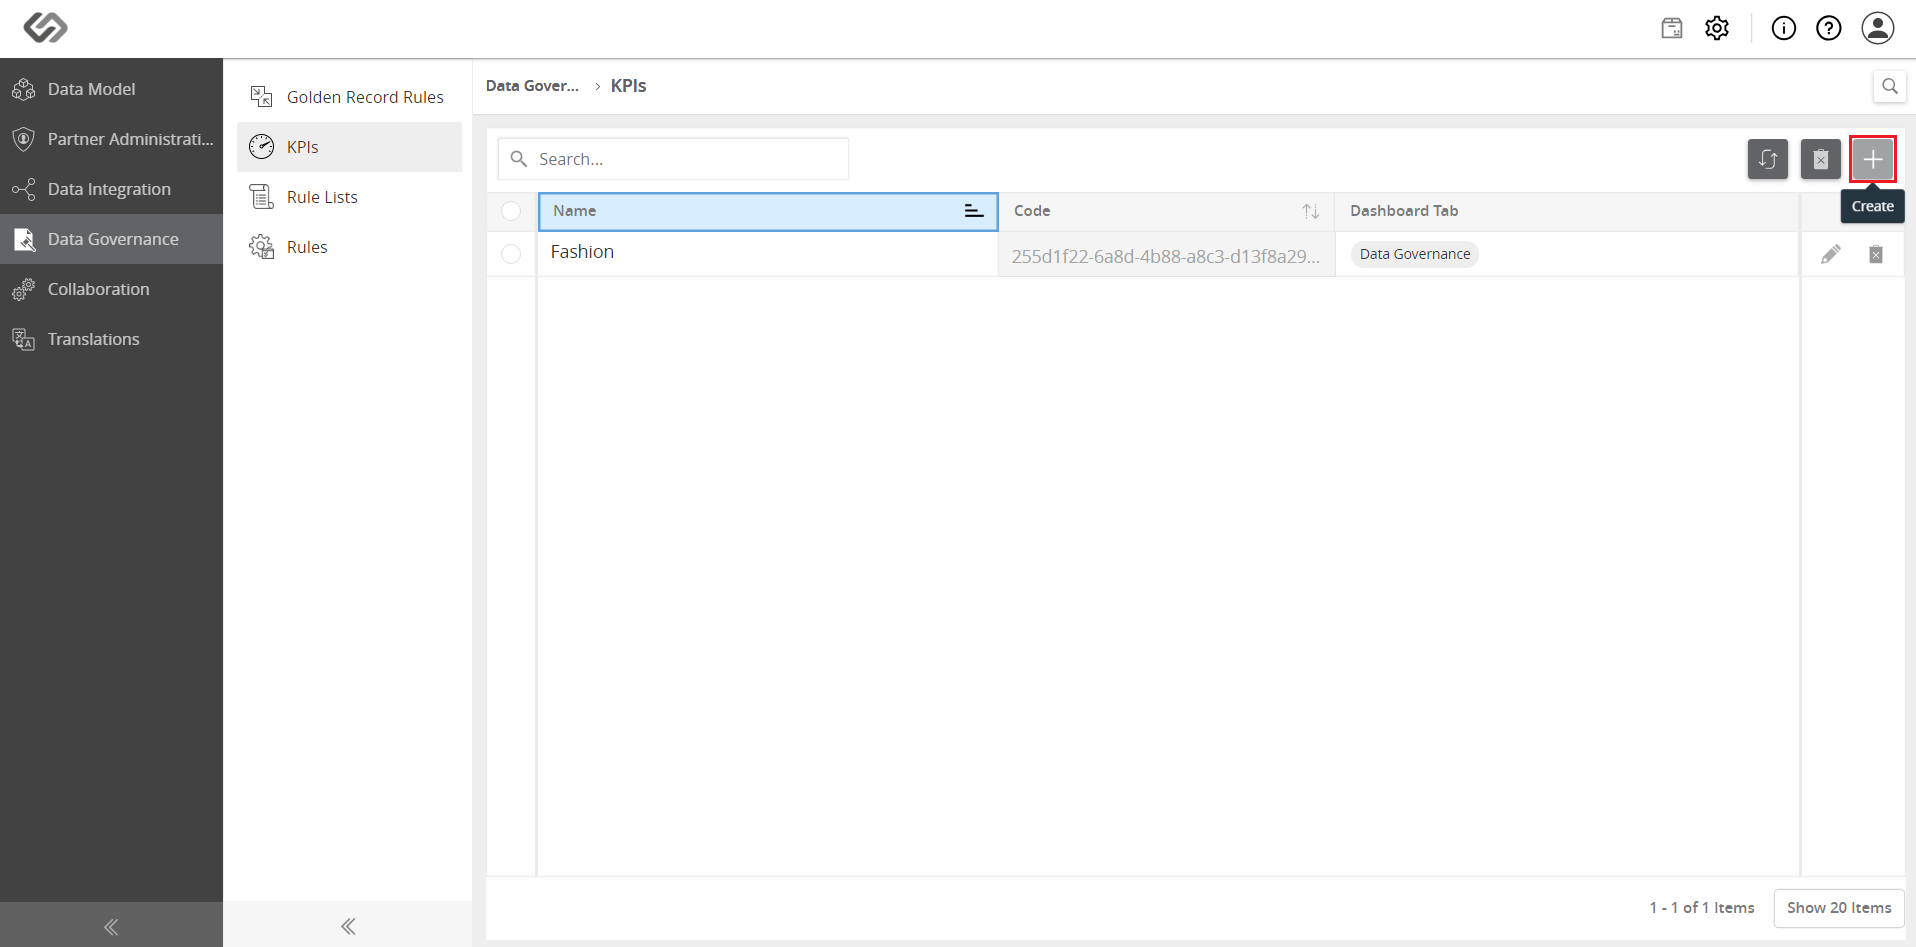 Data Model
Partner Administrati...
Data Integration
Data Governance
Collaboration
Translations
Golden Record Rules
KPIs
Rule Lists
Rules
Data Gover... › KPIs
Search...
Create
Name Code Dashboard Tab
Fashion 255d1f22-6a8d-4b88-a8c3-d13f8a29... Data Governance
1 - 1 of 1 Items Show 20 Items